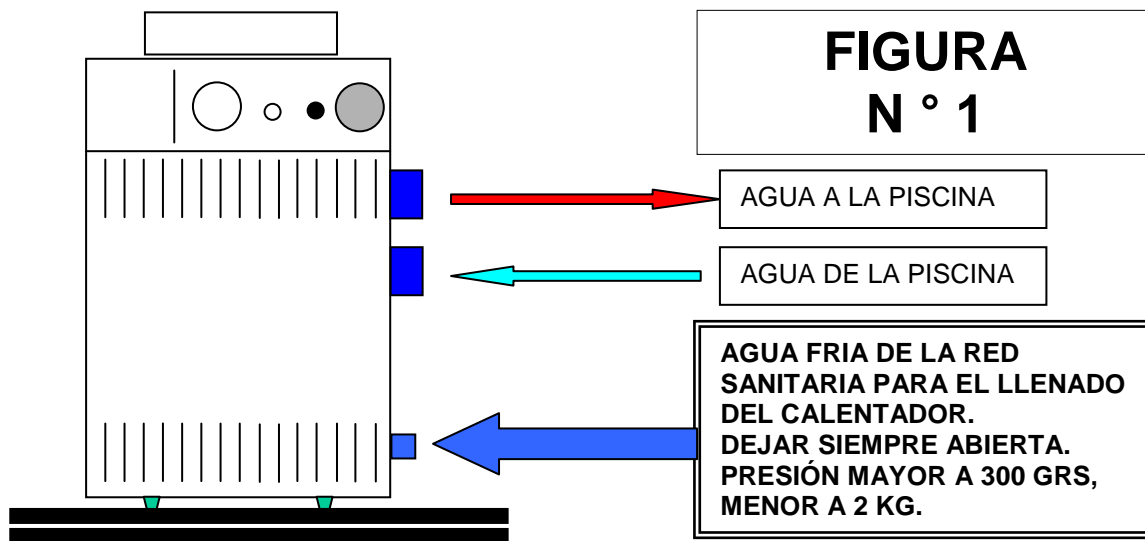 FIGURA
N ° 1
AGUA A LA PISCINA
AGUA DE LA PISCINA
AGUA FRIA DE LA RED
SANITARIA PARA EL LLENADO
DEL CALENTADOR.
DEJAR SIEMPRE ABIERTA.
PRESIÓN MAYOR A 300 GRS,
MENOR A 2 KG.